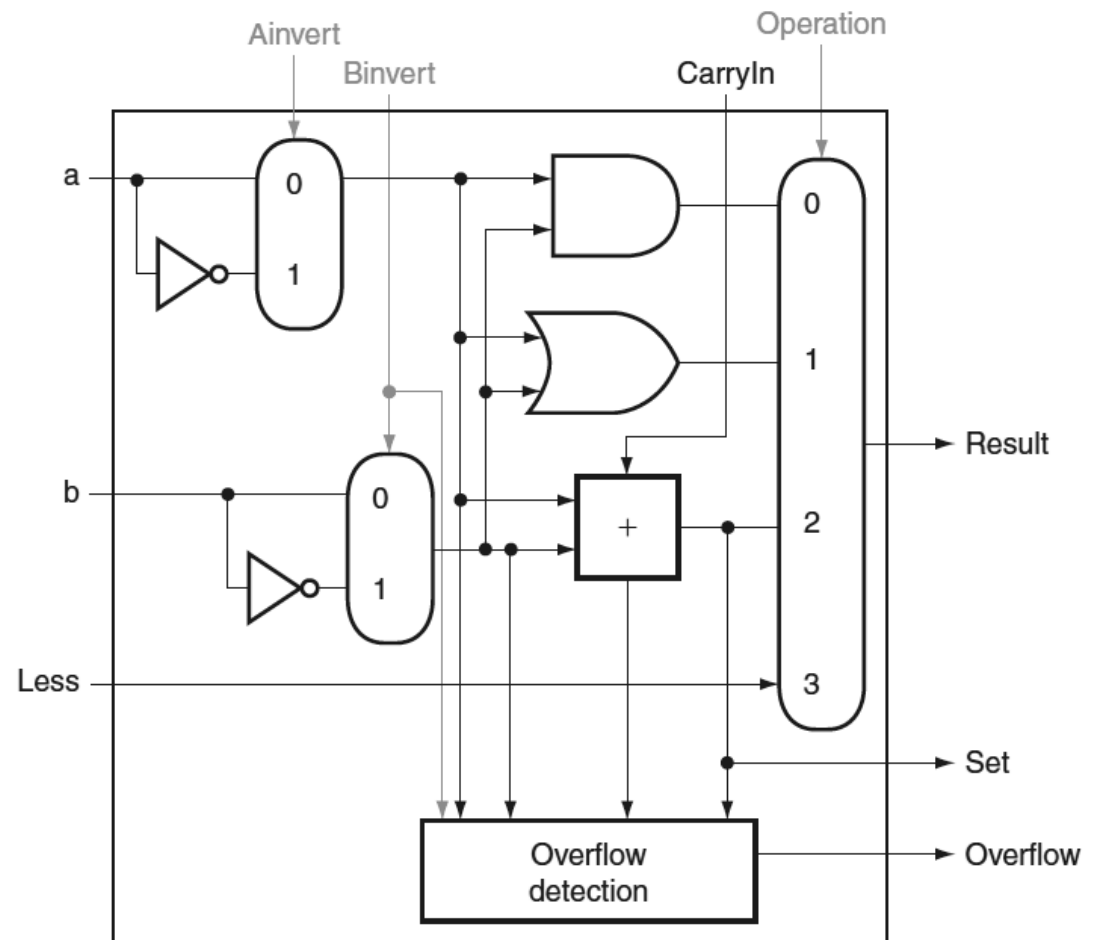 Operation
Ainvert
Binvert
CarryIn
a
0
0
1
1
Result
b
0
2
+
1
Less
3
Set
Overflow
detection
Overflow